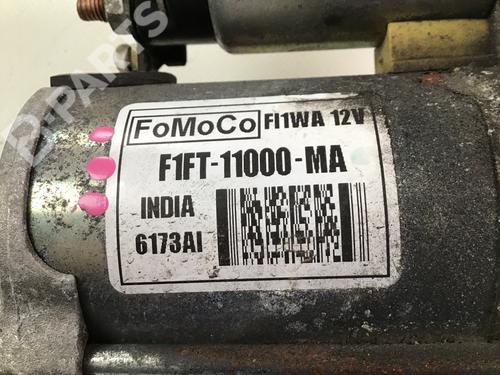 B-PARTS
FoMoCo FI1WA 12V
F1FT-11000-MA
INDIA
6173AI